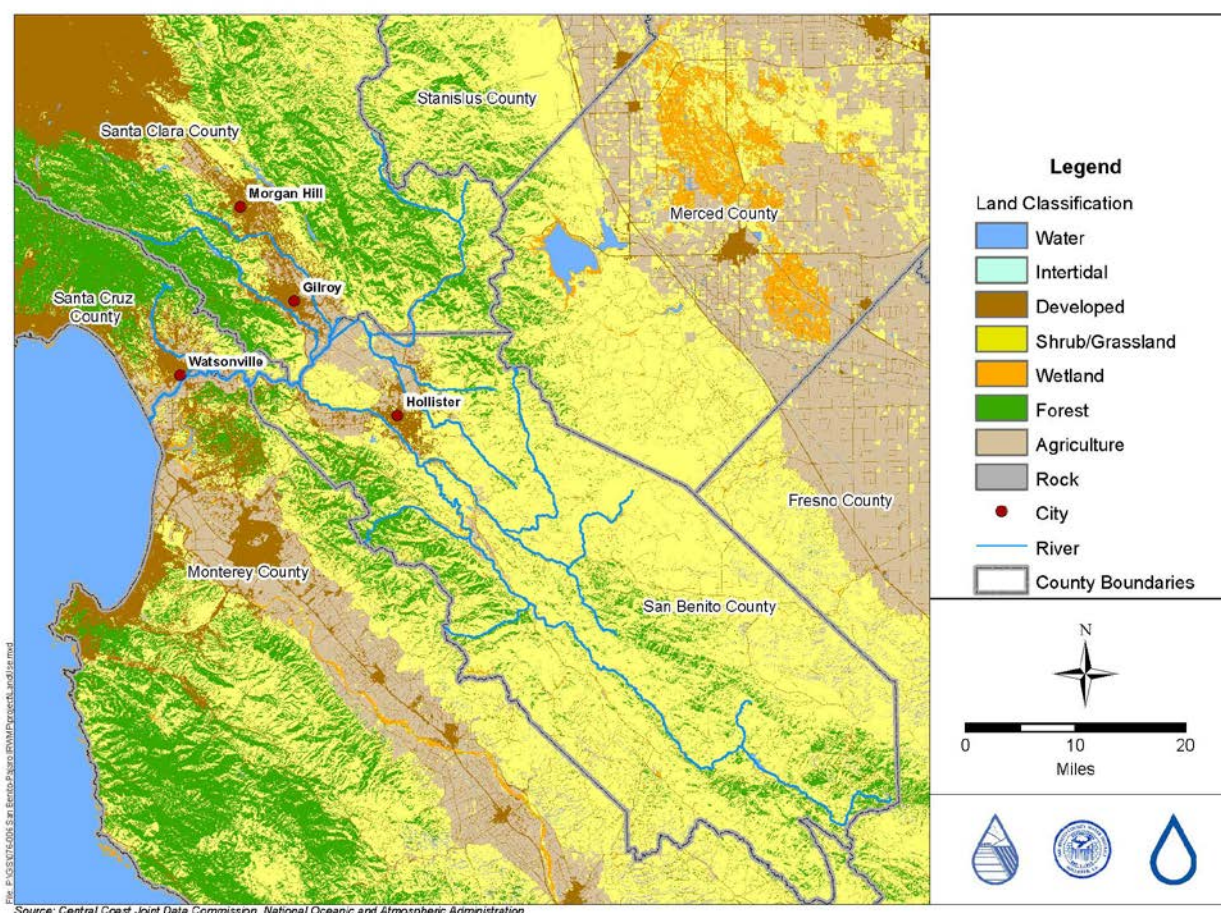 Stanislus County
Santa Clara County
Morgan Hill
Merced County
Gilroy
Santa Cruz
County
Watsonville
Hollister
Fresno County
Monterey County
San Benito County
Legend
Land Classification
Water
Intertidal
Developed
Shrub/Grassland
Wetland
Forest
Agriculture
Rock
City
River
County Boundaries
N
0 10 20
Miles
Source: Central Coast Joint Data Commission, National Oceanic and Atmospheric Administration